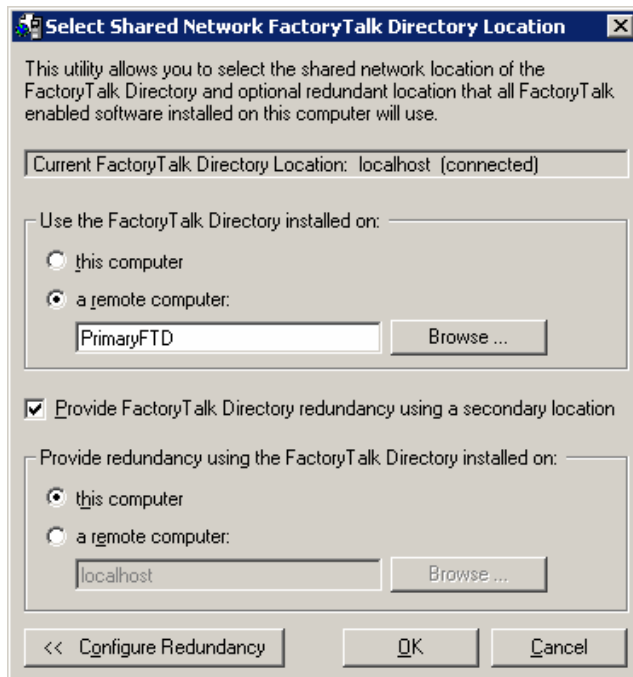 Select Shared Network FactoryTalk Directory Location
This utility allows you to select the shared network location of the
FactoryTalk Directory and optional redundant location that all FactoryTalk
enabled software installed on this computer will use.
Current FactoryTalk Directory Location:  localhost  (connected)
Use the FactoryTalk Directory installed on:
this computer
a remote computer:
PrimaryFTD
Browse ...
Provide FactoryTalk Directory redundancy using a secondary location
Provide redundancy using the FactoryTalk Directory installed on:
this computer
a remote computer:
localhost
Browse ...
<< Configure Redundancy
OK
Cancel